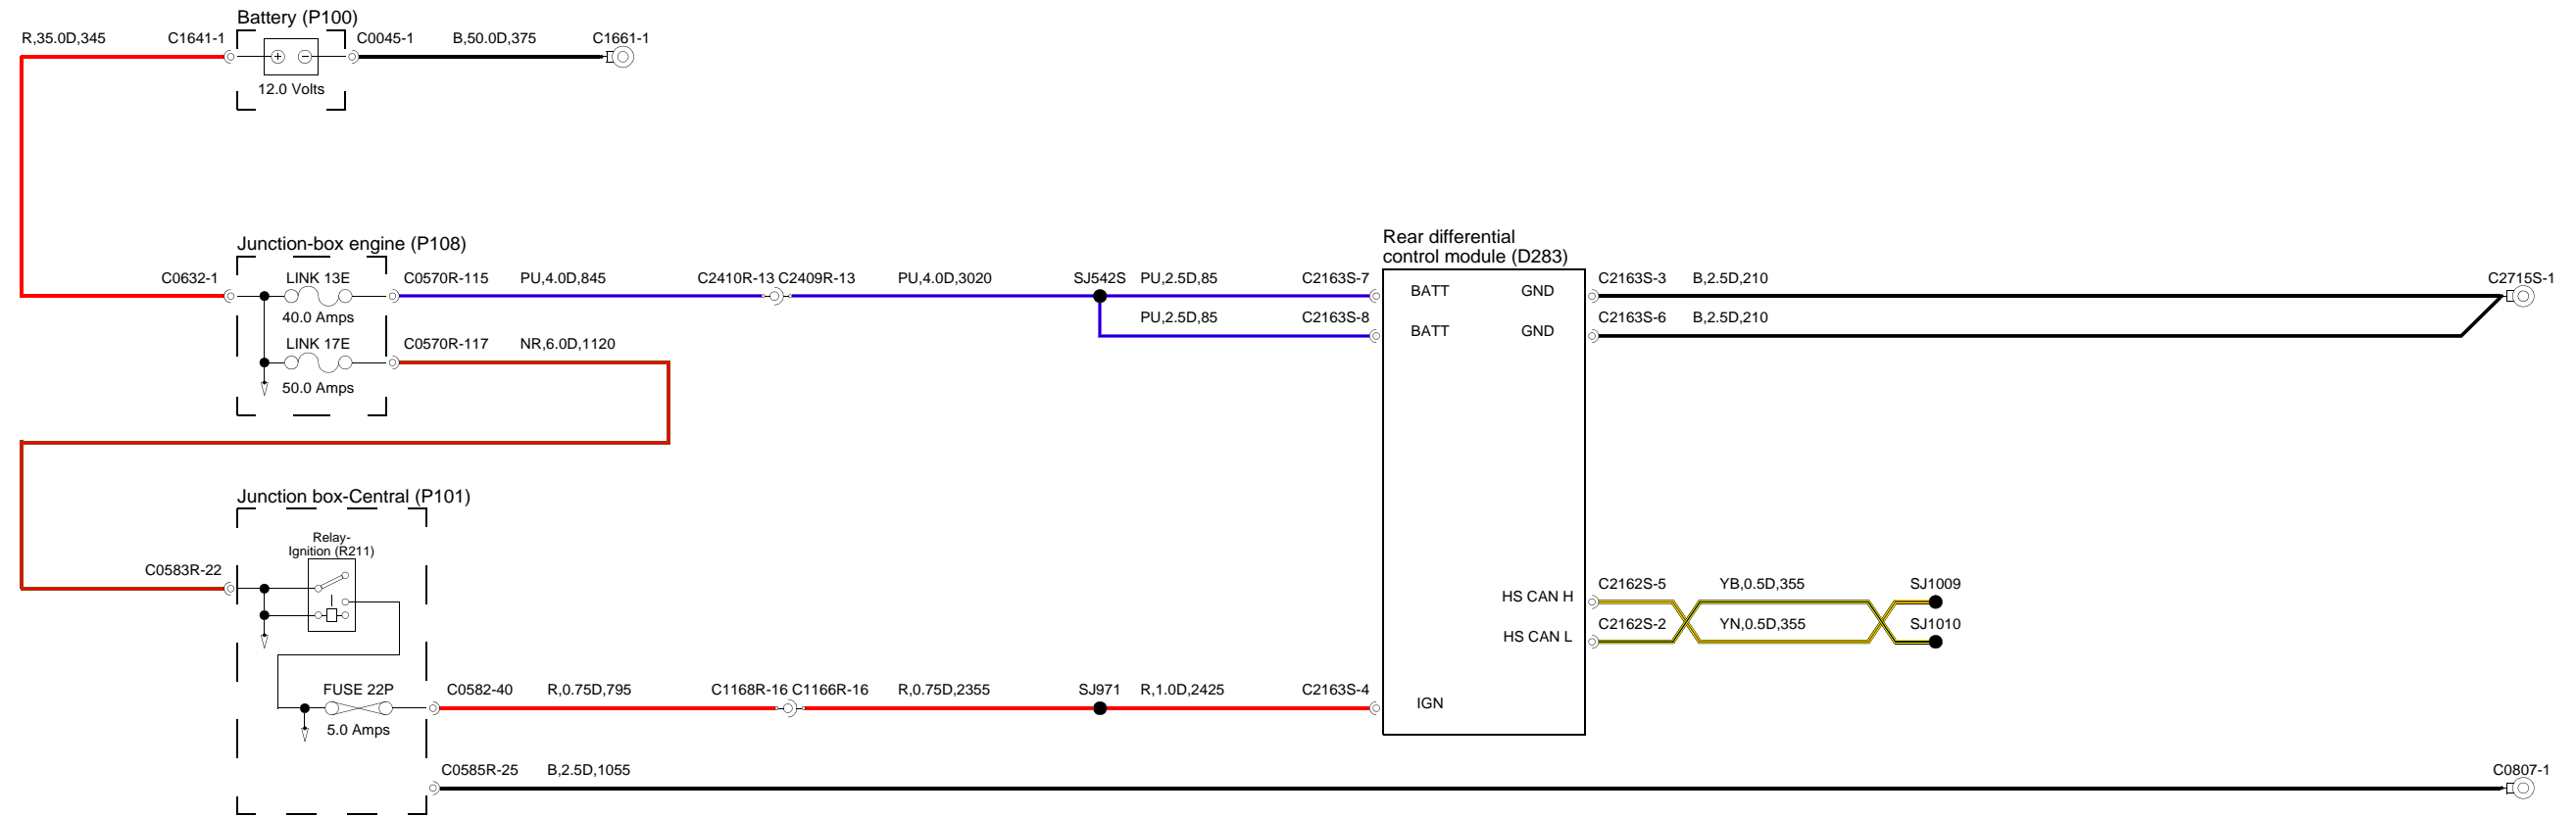 Battery (P100)
R,35.0D,345
C1641-1
C0045-1
B,50.0D,375
C1661-1
12.0 Volts
Junction-box engine (P108)
Rear differential
control module (D283)
C0632-1
LINK 13E
C0570R-115
PU,4.0D,845
C2410R-13
C2409R-13
PU,4.0D,3020
SJ542S
PU,2.5D,85
C2163S-7
BATT
GND
C2163S-3
B,2.5D,210
C2715S-1
40.0 Amps
PU,2.5D,85
C2163S-8
BATT
GND
C2163S-6
B,2.5D,210
LINK 17E
C0570R-117
NR,6.0D,1120
50.0 Amps
Junction box-Central (P101)
Relay-
Ignition (R211)
C0583R-22
HS CAN H
C2162S-5
YB,0.5D,355
SJ1009
HS CAN L
C2162S-2
YN,0.5D,355
SJ1010
FUSE 22P
C0582-40
R,0.75D,795
C1168R-16
C1166R-16
R,0.75D,2355
SJ971
R,1.0D,2425
C2163S-4
IGN
5.0 Amps
C0585R-25
B,2.5D,1055
C0807-1